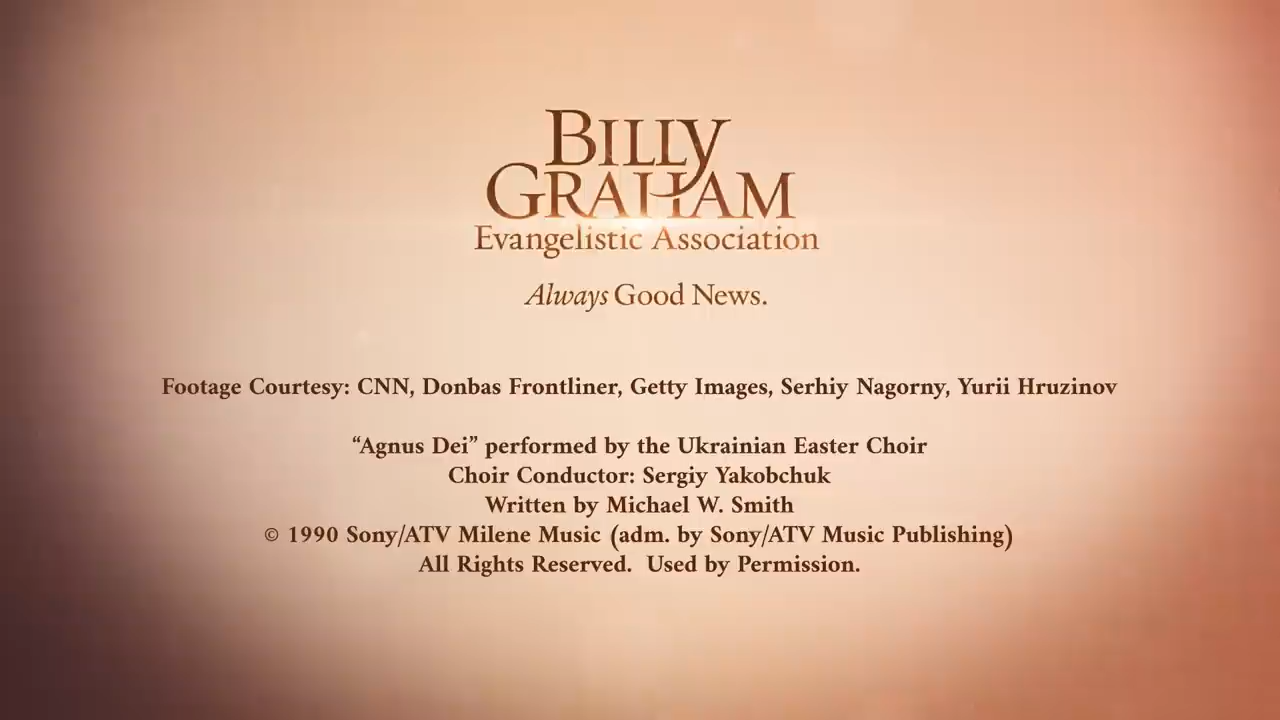 BILLY
GRAHAM
Evangelistic Association
Always Good News.
Footage Courtesy: CNN, Donbas Frontliner, Getty Images, Serhiy Nagorny, Yurii Hruzinov
“Agnus Dei” performed by the Ukrainian Easter Choir
Choir Conductor: Sergiy Yakobchuk
Written by Michael W. Smith
© 1990 Sony/ATV Milene Music (adm. by Sony/ATV Music Publishing)
All Rights Reserved.  Used by Permission.